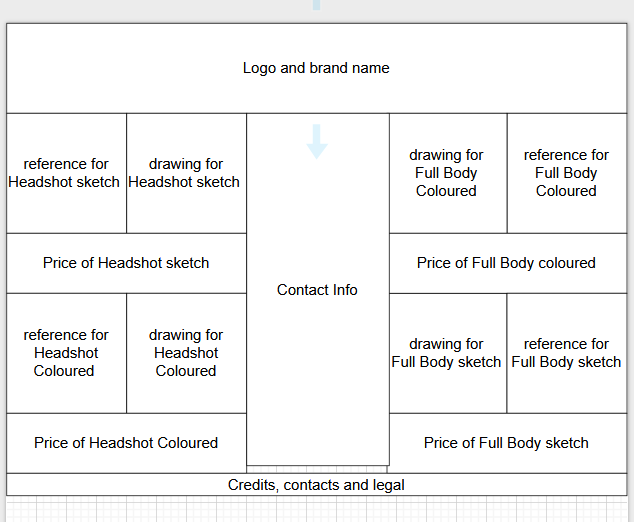 Logo and brand name
reference for
Headshot sketch
drawing for
Headshot sketch
drawing for
Full Body
Coloured
reference for
Full Body
Coloured
Price of Headshot sketch
Contact Info
Price of Full Body coloured
reference for
Headshot
Coloured
drawing for
Headshot
Coloured
drawing for
Full Body sketch
reference for
Full Body sketch
Price of Headshot Coloured
Price of Full Body sketch
Credits, contacts and legal